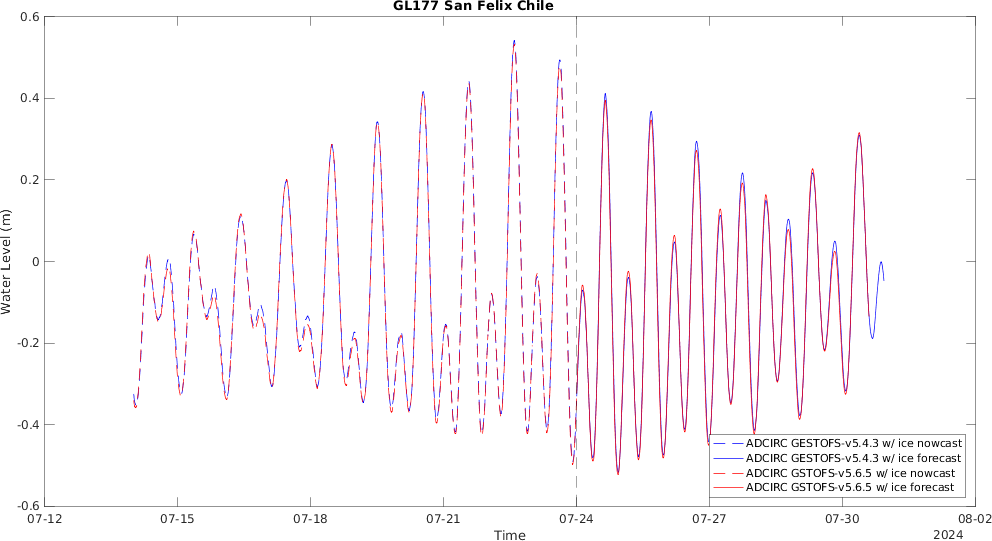 GL177 San Felix Chile
0.6
0.4
0.2
0
-0.2
-0.4
-0.6
Water Level (m)
ADCIRC GESTOFS-v5.4.3 w/ ice nowcast
ADCIRC GESTOFS-v5.4.3 w/ ice forecast
ADCIRC GSTOFS-v5.6.5 w/ ice nowcast
ADCIRC GSTOFS-v5.6.5 w/ ice forecast
07-12 07-15 07-18 07-21 07-24 07-27 07-30 08-02
Time
2024